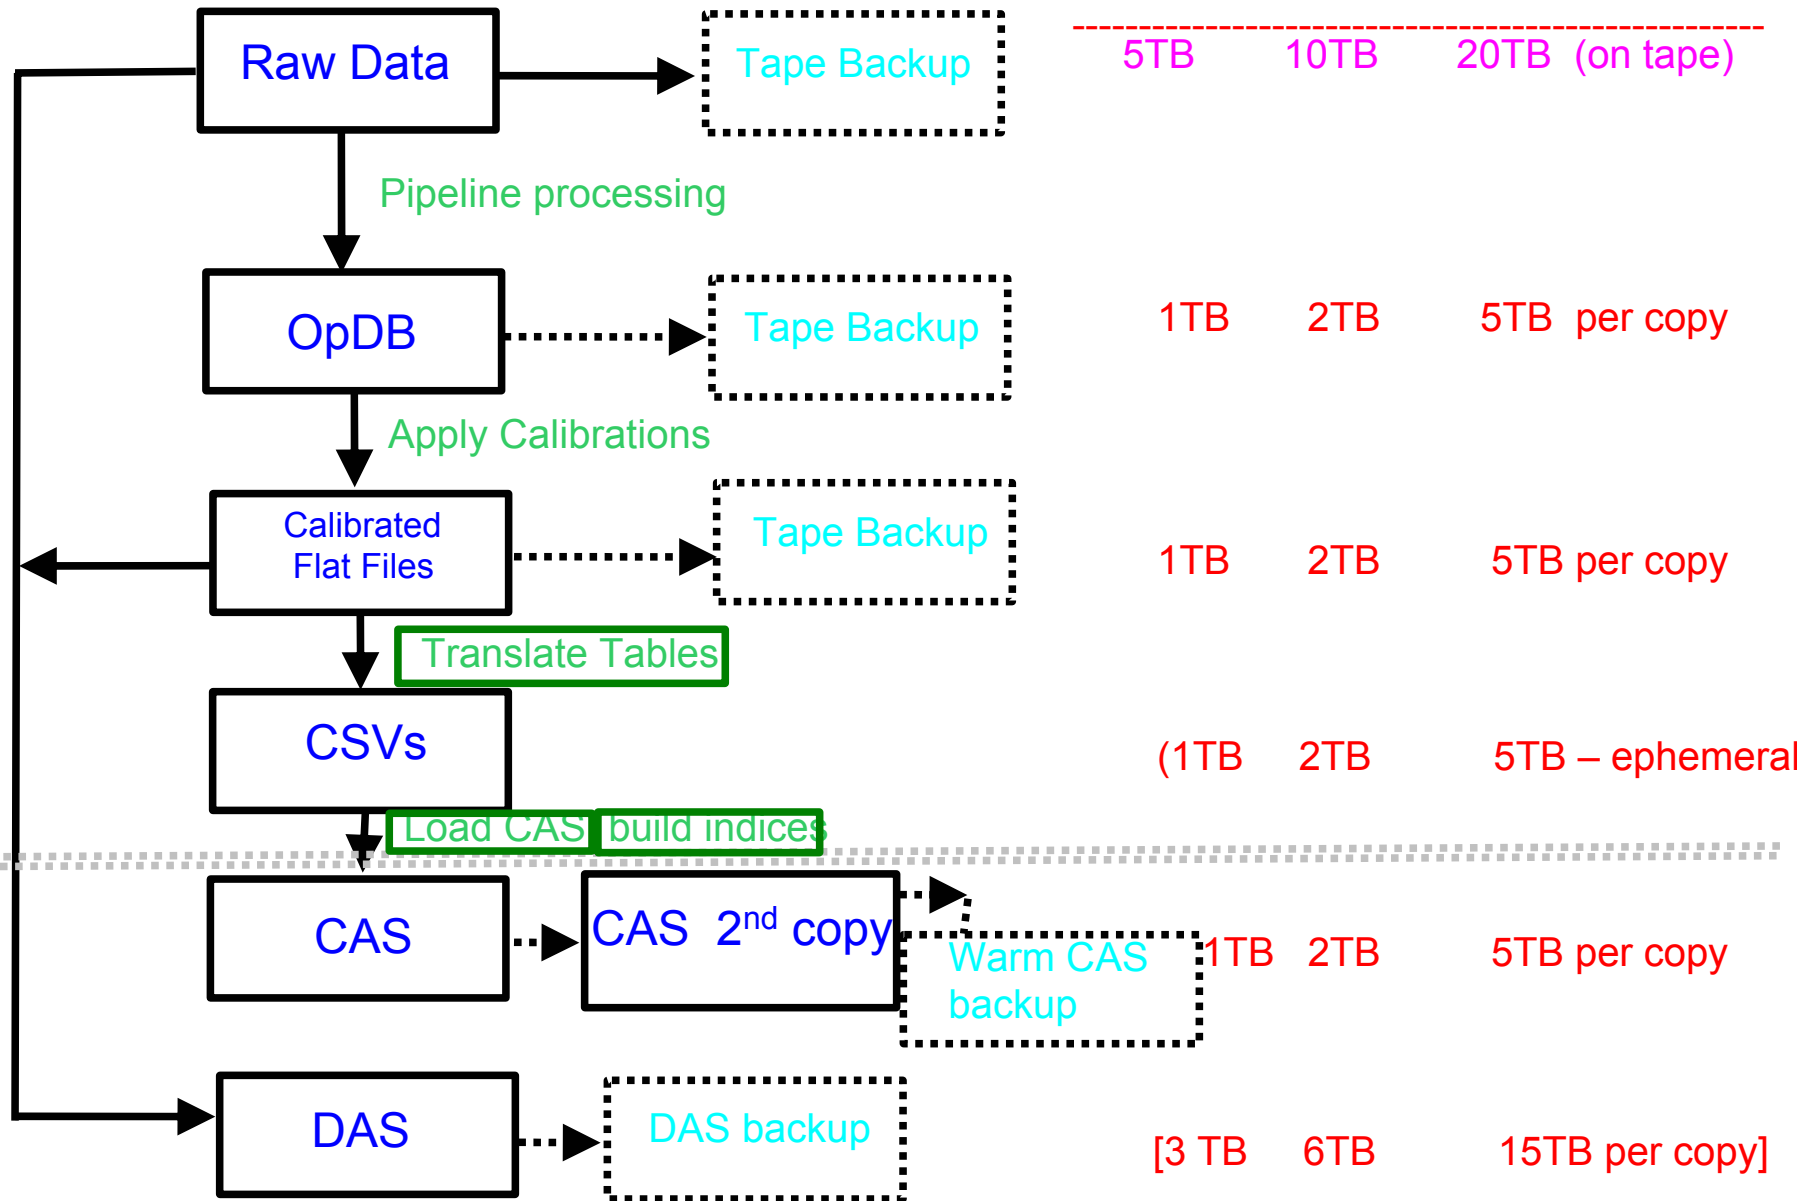 Raw Data
Tape Backup
5TB 10TB 20TB (on tape)
Pipeline processing
OpDB
Tape Backup
1TB 2TB 5TB per copy
Apply Calibrations
Calibrated
Flat Files
Tape Backup
1TB 2TB 5TB per copy
Translate Tables
CSVs
(1TB 2TB 5TB – ephemeral
Load CAS build indices
CAS
CAS 2nd copy
Warm CAS
backup
1TB 2TB 5TB per copy
DAS
DAS backup
[3 TB 6TB 15TB per copy]